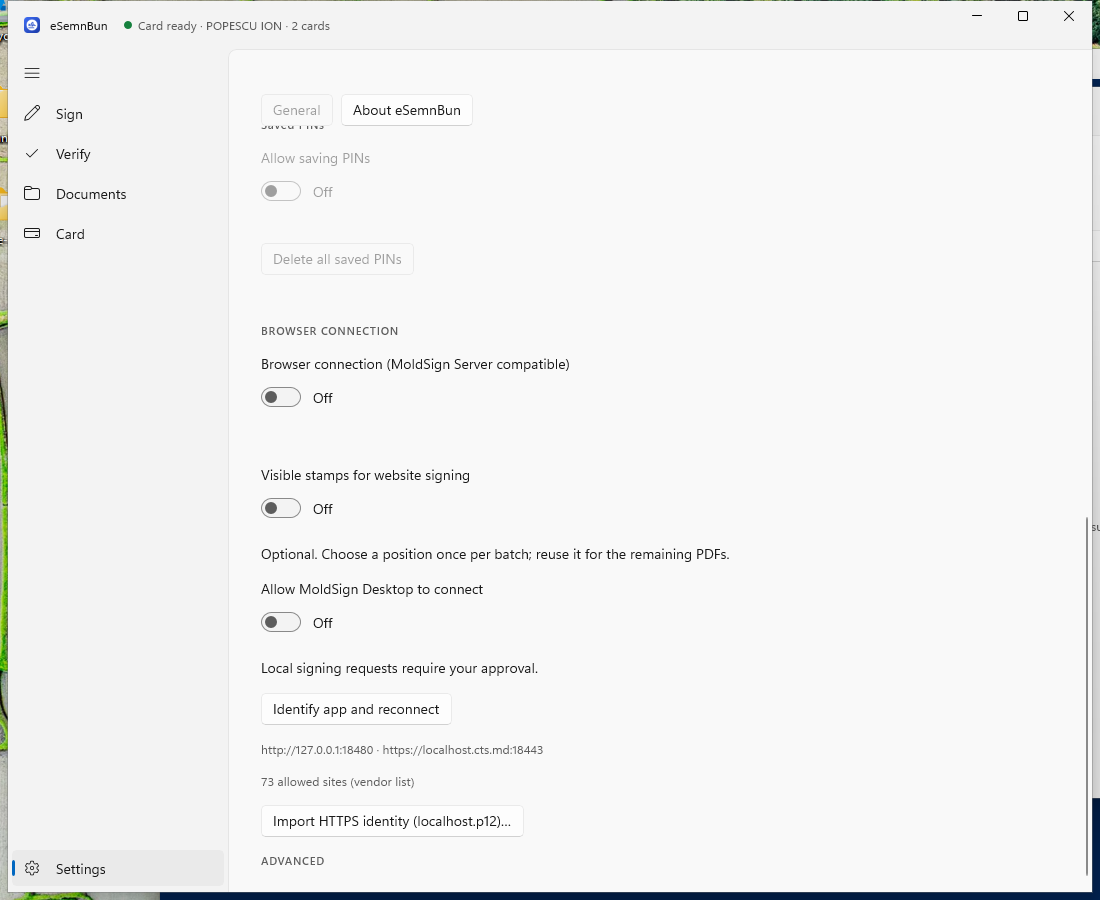 eSemnBun
Card ready · POPESCU ION · 2 cards
Sign
Verify
Documents
Card
Settings
General
About eSemnBun
Saved PINs
Allow saving PINs
Off
Delete all saved PINs
BROWSER CONNECTION
Browser connection (MoldSign Server compatible)
Off
Visible stamps for website signing
Off
Optional. Choose a position once per batch; reuse it for the remaining PDFs.
Allow MoldSign Desktop to connect
Off
Local signing requests require your approval.
Identify app and reconnect
http://127.0.0.1:18480 · https://localhost.cts.md:18443
73 allowed sites (vendor list)
Import HTTPS identity (localhost.p12)...
ADVANCED